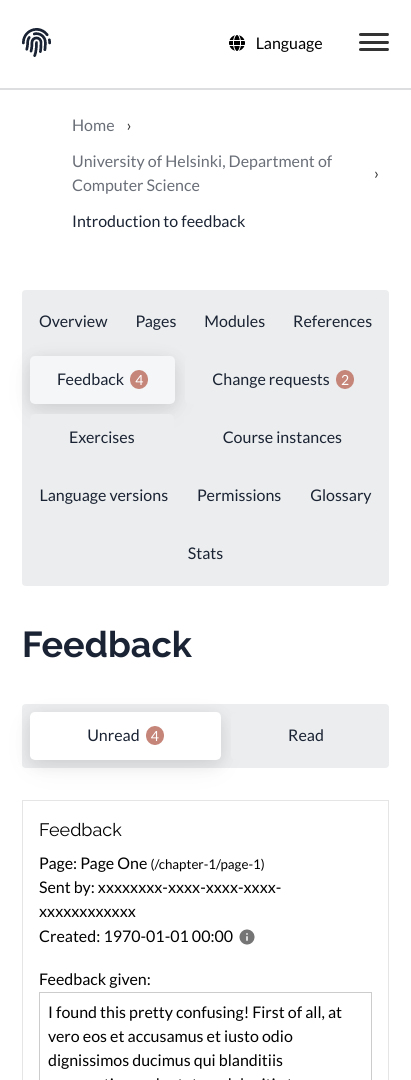 Language
Home ›
University of Helsinki, Department of
Computer Science ›
Introduction to feedback
Overview Pages Modules References
Feedback 4 Change requests 2
Exercises Course instances
Language versions Permissions Glossary
Stats
Feedback
Unread 4 Read
Feedback
Page: Page One (/chapter-1/page-1)
Sent by: xxxxxxxx-xxxx-xxxx-xxxx-
xxxxxxxxxxxx
Created: 1970-01-01 00:00
Feedback given:
I found this pretty confusing! First of all, at
vero eos et accusamus et iusto odio
dignissimos ducimus qui blanditiis